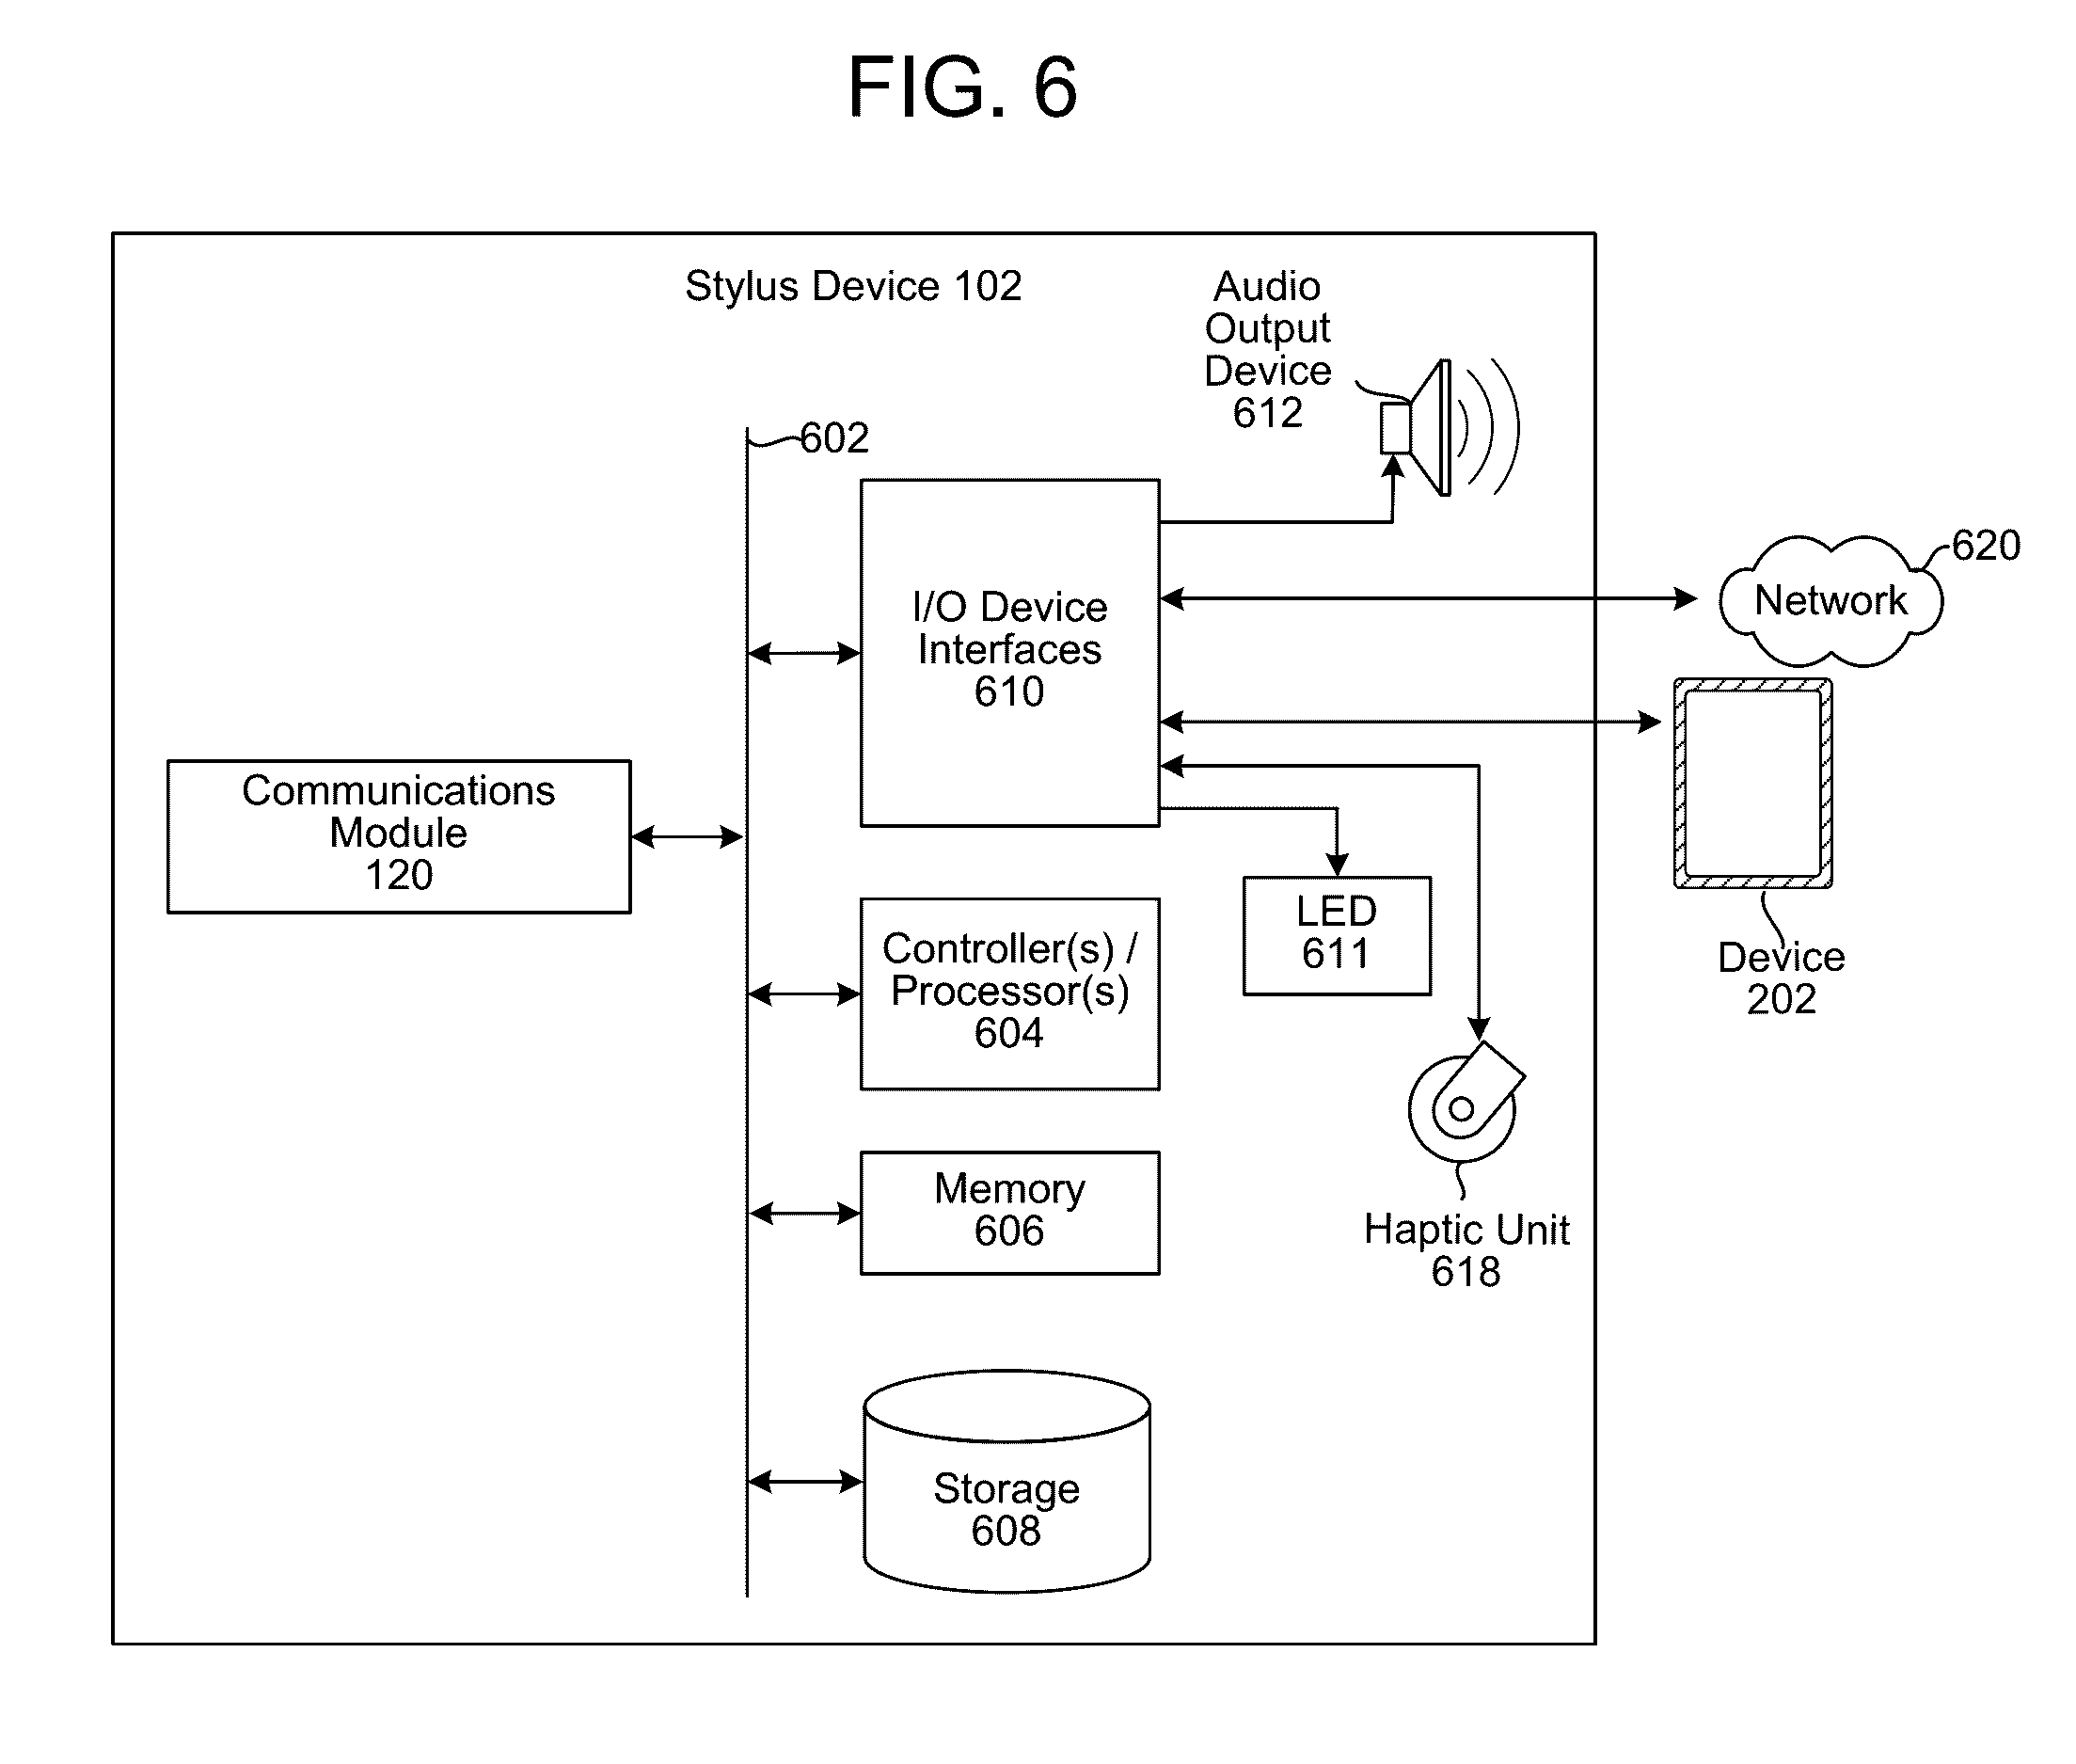 FIG. 6
Stylus Device 102
Audio
Output
Device
612
602
620
Network
I/O Device
Interfaces
610
Communications
Module
120
LED
611
Controller(s) /
Processor(s)
604
Device
202
Memory
606
Haptic Unit
618
Storage
608